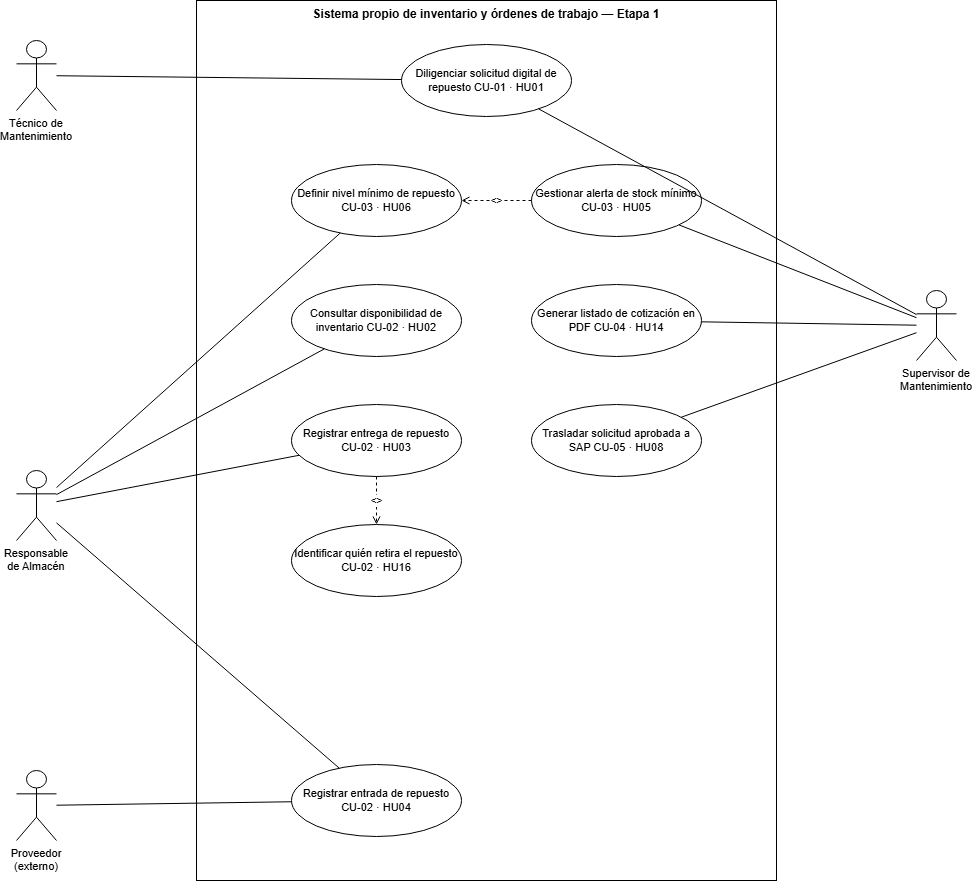 Sistema propio de inventario y órdenes de trabajo — Etapa 1
Diligenciar solicitud digital de
repuesto CU-01 · HU01
Técnico de
Mantenimiento
Definir nivel mínimo de repuesto
CU-03 · HU06
<>
Gestionar alerta de stock mínimo
CU-03 · HU05
Consultar disponibilidad de
inventario CU-02 · HU02
Generar listado de cotización en
PDF CU-04 · HU14
Supervisor de
Mantenimiento
Registrar entrega de repuesto
CU-02 · HU03
Trasladar solicitud aprobada a
SAP CU-05 · HU08
<>
Responsable
de Almacén
Identificar quién retira el repuesto
CU-02 · HU16
Registrar entrada de repuesto
CU-02 · HU04
Proveedor
(externo)